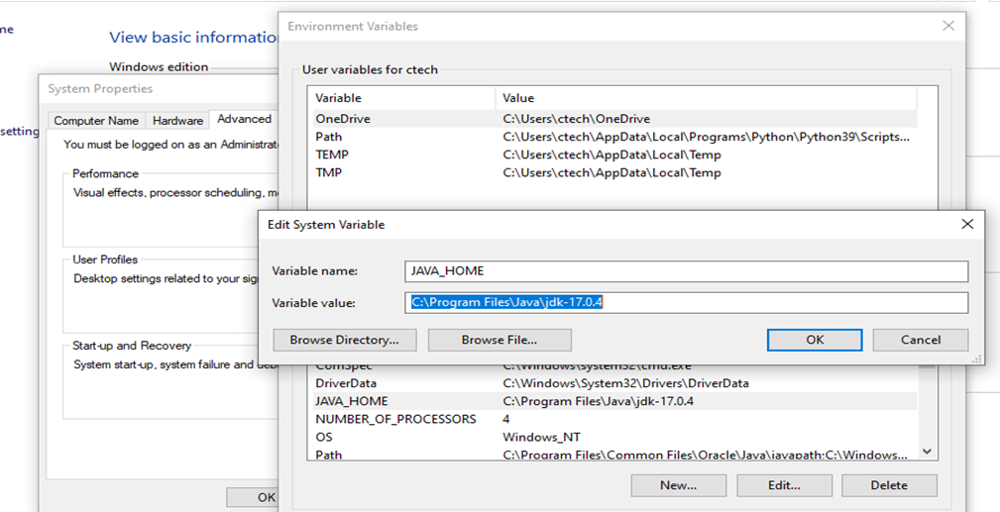 me
View basic information
Windows edition
setting
System Properties
Computer Name
Hardware
Advanced
You must be logged on as an Administrat
Performance
Visual effects, processor scheduling, m
User Profiles
Desktop settings related to your sig
Start-up and Recovery
System start-up, system failure and deb
OK
Environment Variables
User variables for ctech
Variable Value
OneDrive C:\Users\ctech\OneDrive
Path C:\Users\ctech\AppData\Local\Programs\Python\Python39\Scripts...
TEMP C:\Users\ctech\AppData\Local\Temp
TMP C:\Users\ctech\AppData\Local\Temp
Edit System Variable
Variable name: JAVA_HOME
Variable value: C:\Program Files\Java\jdk-17.0.4
Browse Directory... Browse File... OK Cancel
ComSpec C:\Windows\system32\cmd.exe
DriverData C:\Windows\System32\Drivers\DriverData
JAVA_HOME C:\Program Files\Java\jdk-17.0.4
NUMBER_OF_PROCESSORS 4
OS Windows_NT
Path C:\Program Files\Common Files\Oracle\Java\javapath;C:\Windows...
New... Edit... Delete